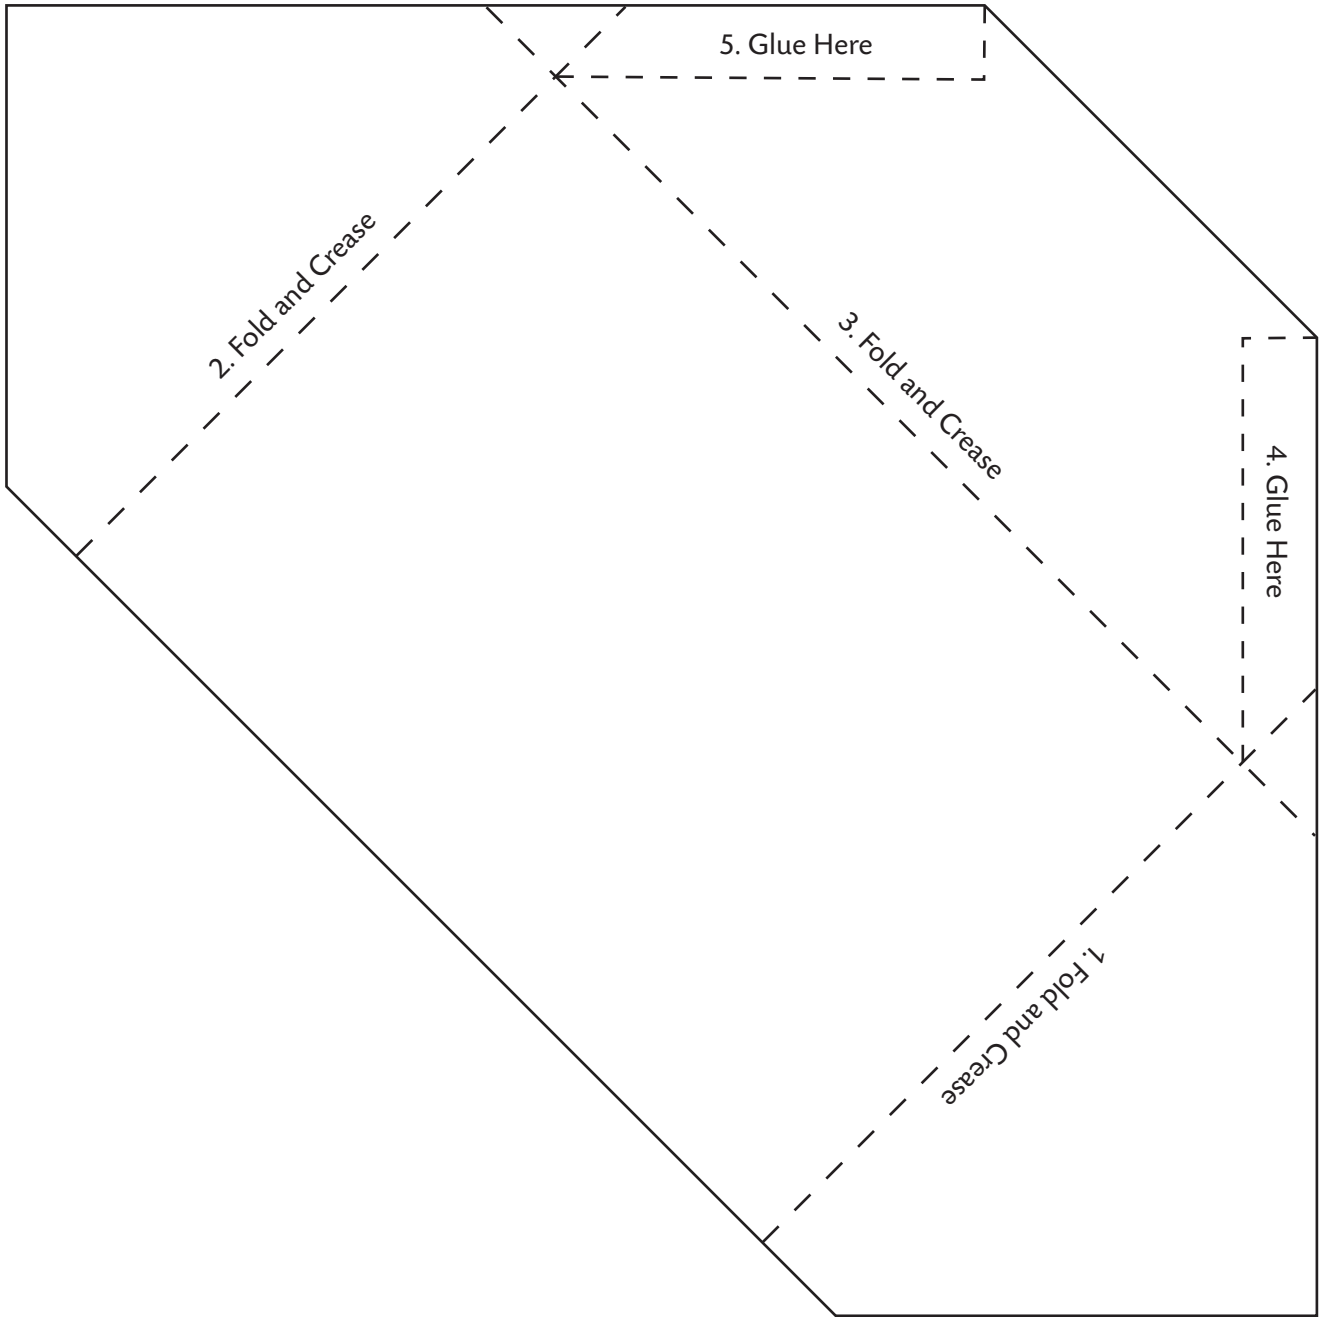 5. Glue Here
2. Fold and Crease
3. Fold and Crease
4. Glue Here
1. Fold and Crease